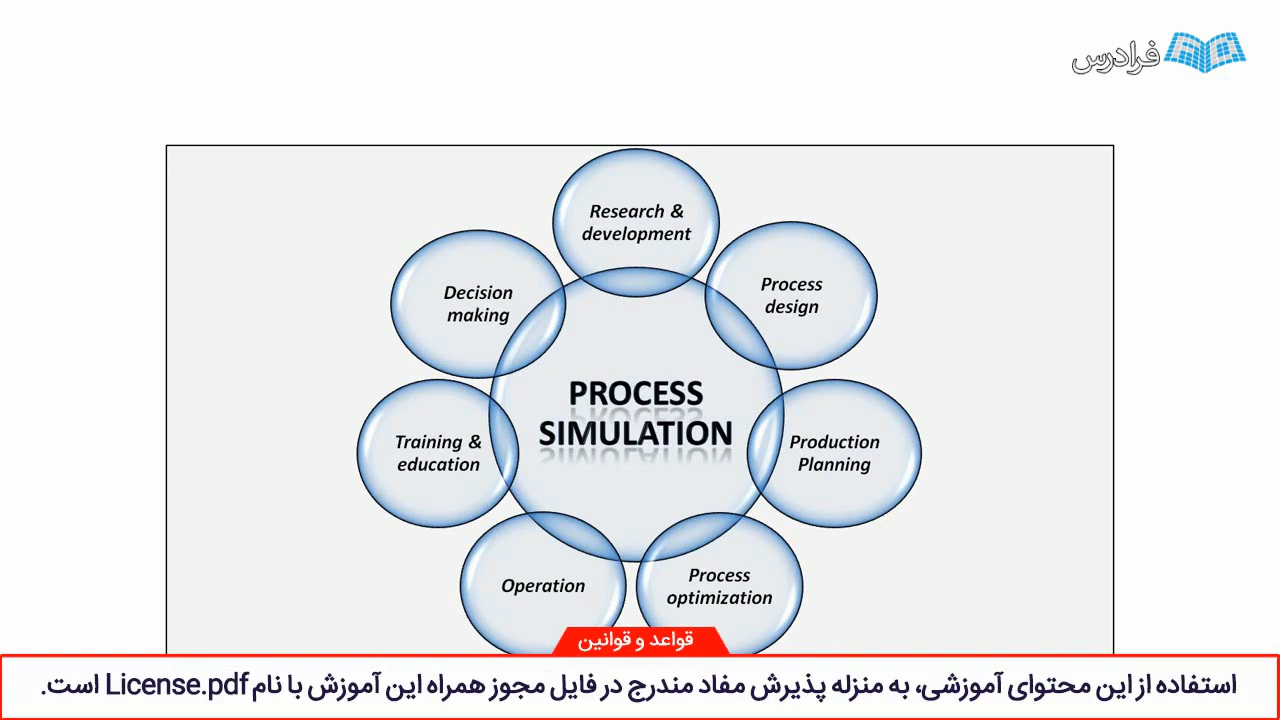 فرادرس
Research &
development
Process
design
Decision
making
PROCESS
SIMULATION
Training &
education
Production
Planning
Operation
Process
optimization
قواعد و قوانین
استفاده از این محتوای آموزشی، به منزله پذیرش مفاد مندرج در فایل مجوز همراه این آموزش با نام License.pdf است.